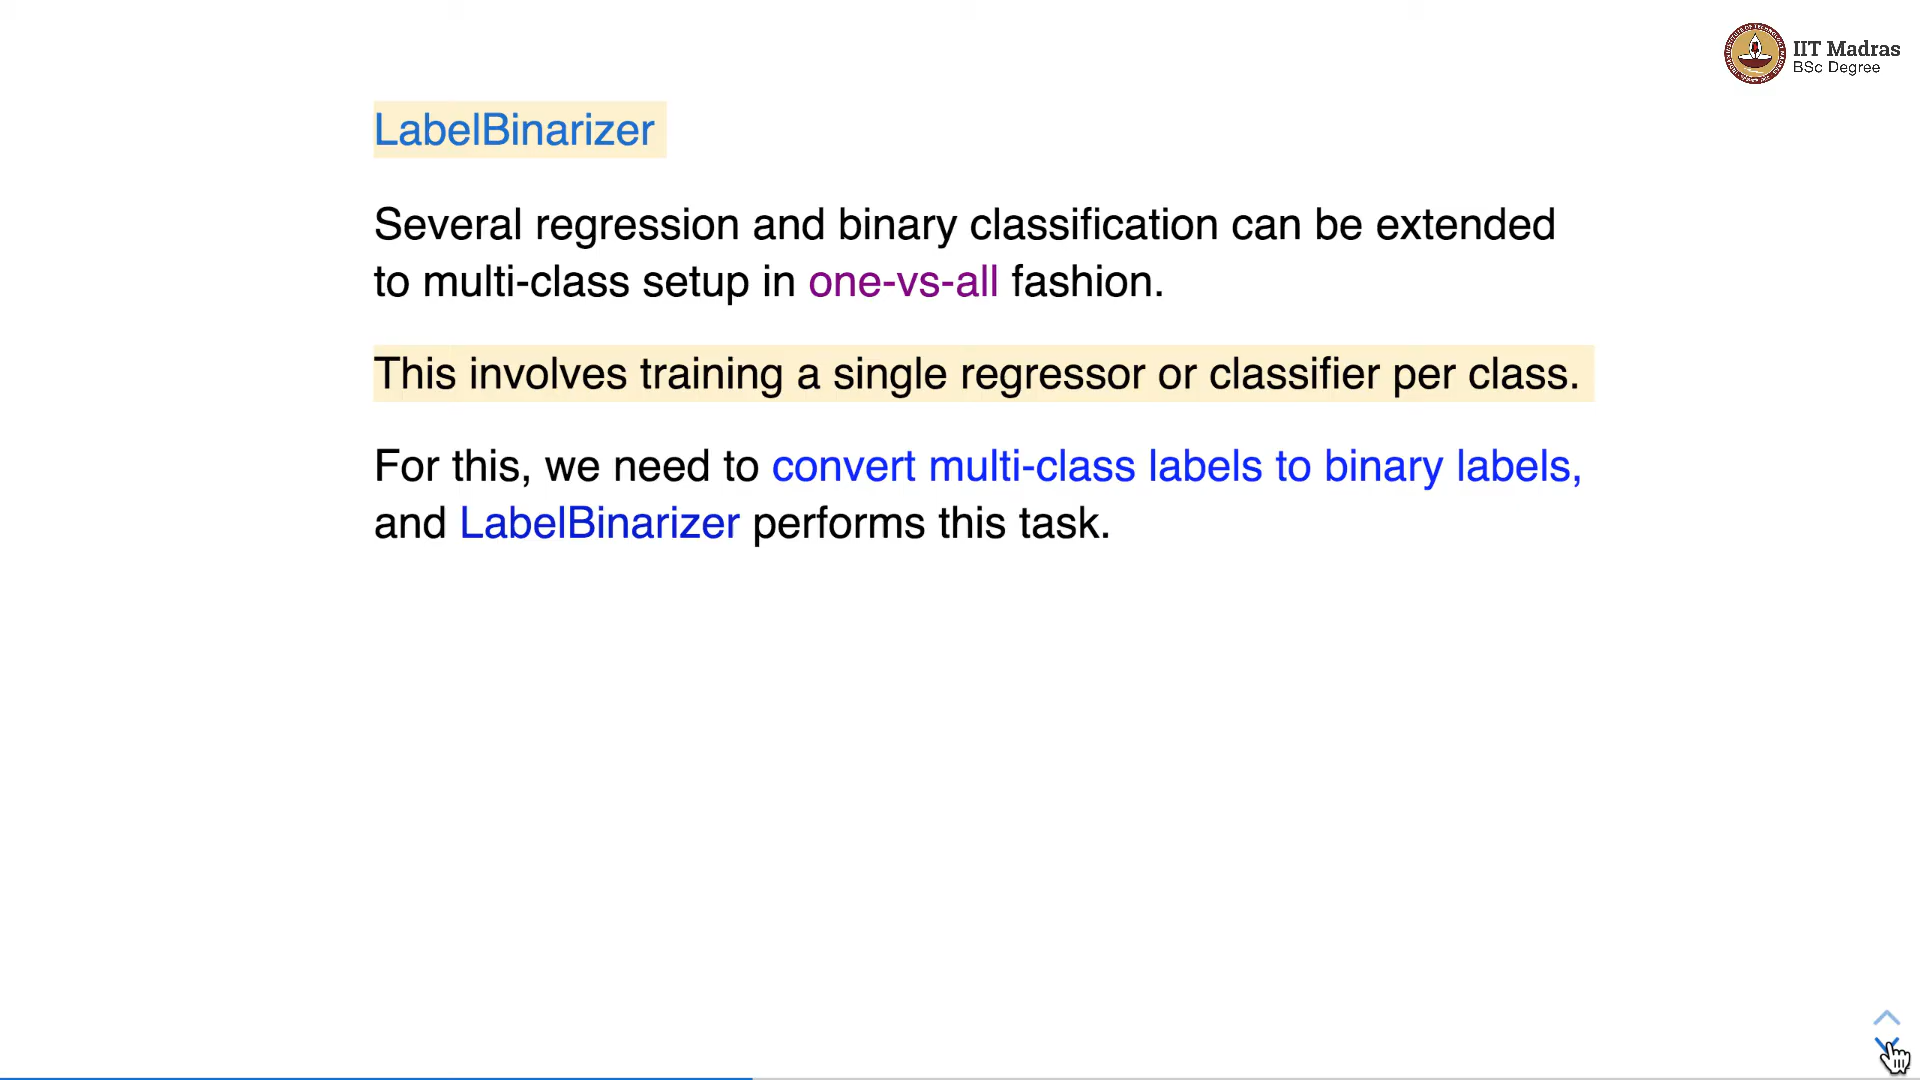 IIT Madras
BSc Degree
LabelBinarizer
Several regression and binary classification can be extended
to multi-class setup in one-vs-all fashion.
This involves training a single regressor or classifier per class.
For this, we need to convert multi-class labels to binary labels,
and LabelBinarizer performs this task.